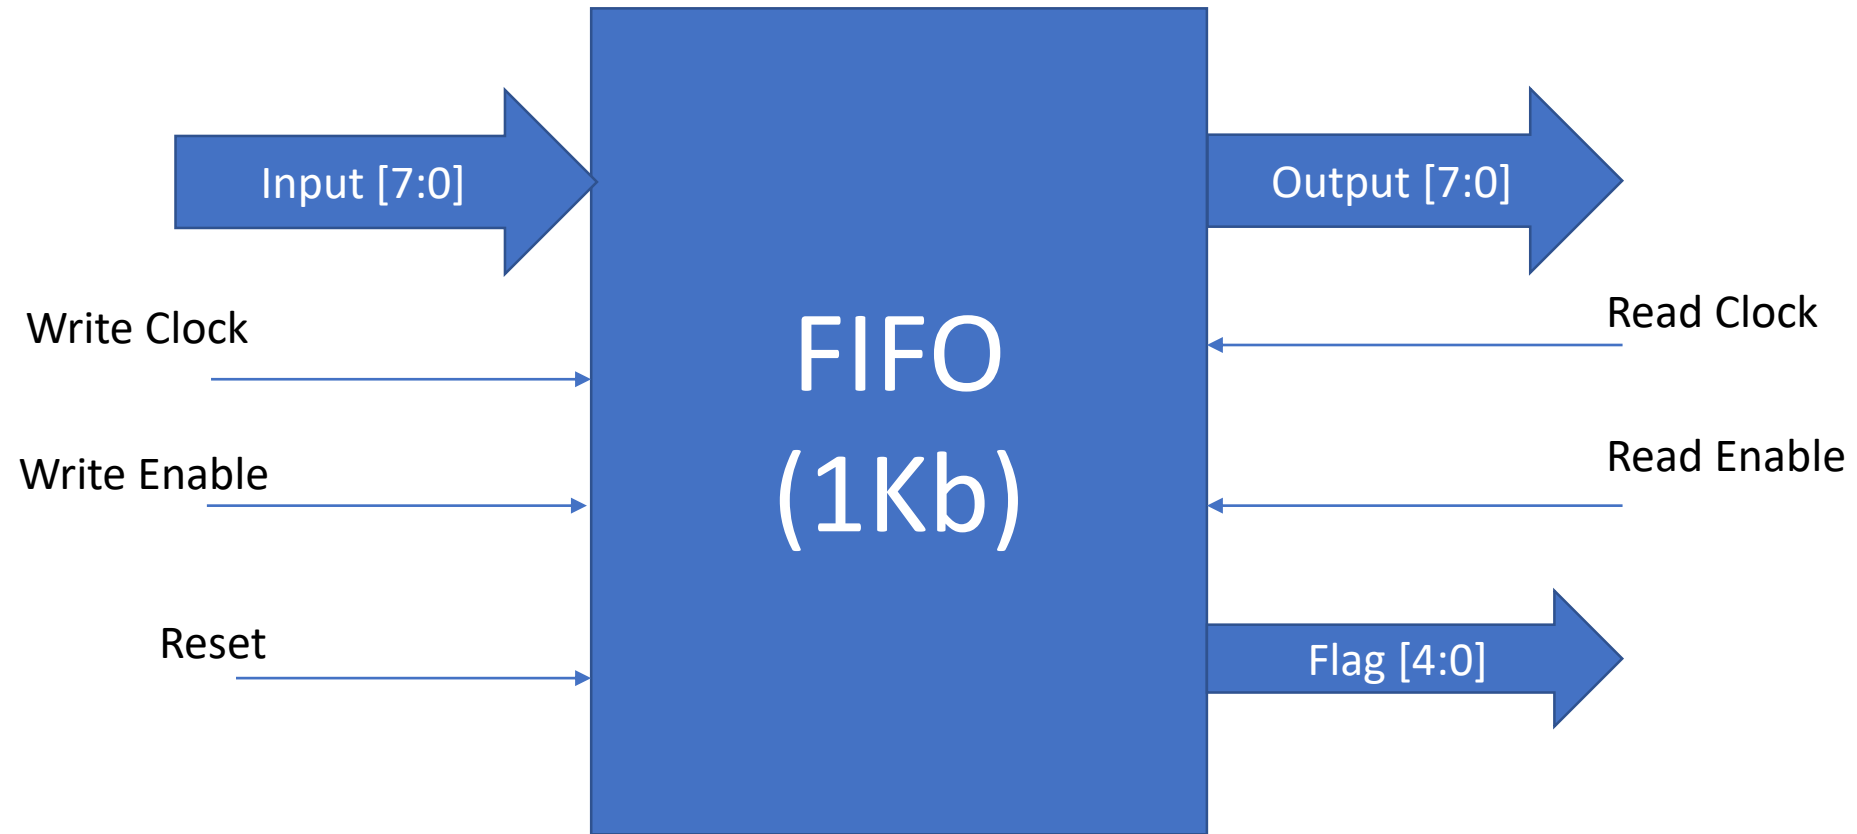 Input [7:0]
Output [7:0]
Write Clock
Read Clock
FIFO
(1Kb)
Write Enable
Read Enable
Reset
Flag [4:0]